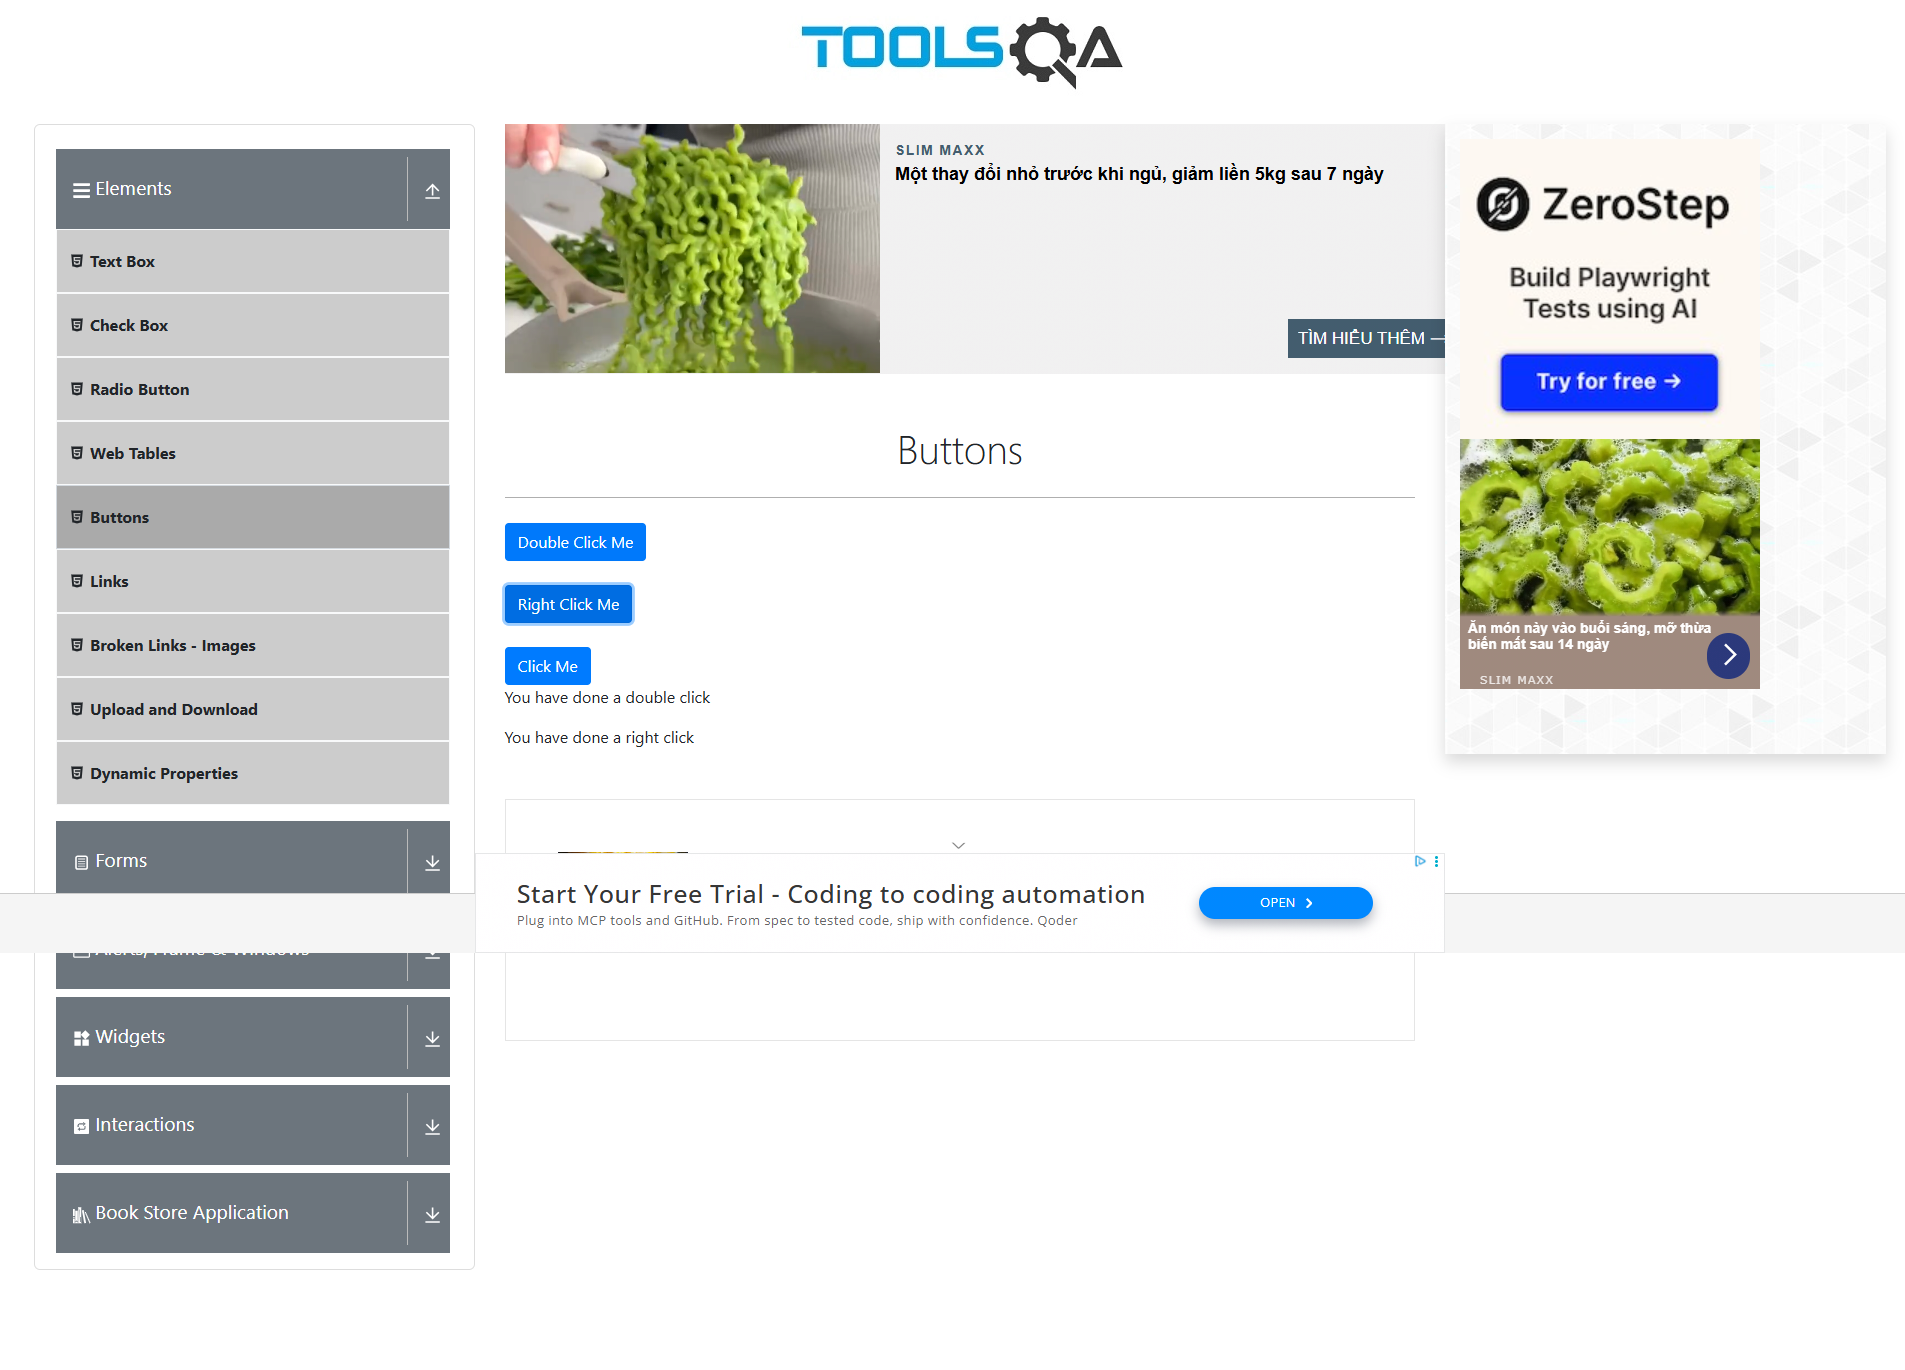 TOOLSQA
Elements
Text Box
Check Box
Radio Button
Web Tables
Buttons
Links
Broken Links - Images
Upload and Download
Dynamic Properties
Forms
Alerts, Frame & Windows
Widgets
Interactions
Book Store Application
SLIM MAXX
Một thay đổi nhỏ trước khi ngủ, giảm liền 5kg sau 7 ngày
TÌM HIỂU THÊM
Buttons
Double Click Me
Right Click Me
Click Me
You have done a double click
You have done a right click
Start Your Free Trial - Coding to coding automation
Plug into MCP tools and GitHub. From spec to tested code, ship with confidence. Qoder
OPEN
ZeroStep
Build Playwright
Tests using AI
Try for free →
Ăn món này vào buổi sáng, mỡ thừa
biến mất sau 14 ngày
SLIM MAXX